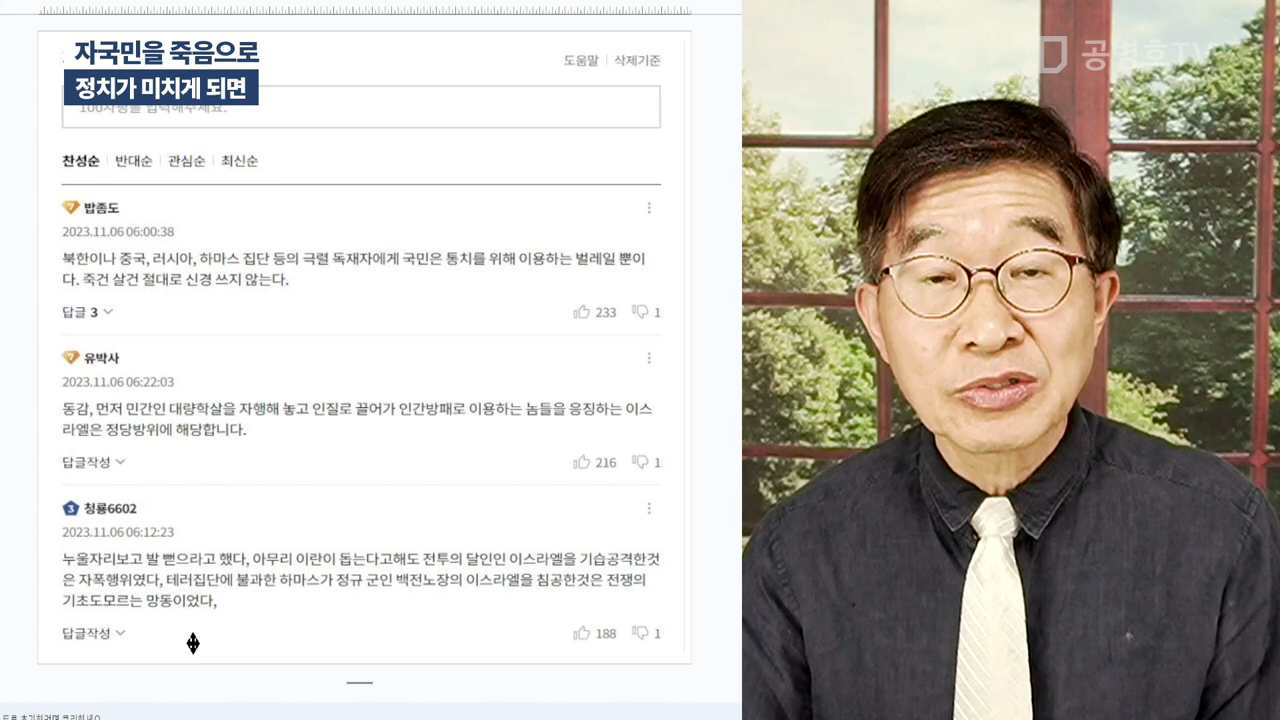 자국민을 죽음으로
정치가 미치게 되면
공병호TV
도움말 | 삭제기준
100자평을 입력해주세요.
찬성순 | 반대순 | 관심순 | 최신순
밥좀도
2023.11.06 06:00:38
북한이나 중국, 러시아, 하마스 집단 등의 극렬 독재자에게 국민은 통치를 위해 이용하는 벌레일 뿐이
다. 죽건 살건 절대로 신경 쓰지 않는다.
답글 3
233 1
유박사
2023.11.06 06:22:03
동감, 먼저 민간인 대량학살을 자행해 놓고 인질로 끌어가 인간방패로 이용하는 놈들을 응징하는 이스
라엘은 정당방위에 해당합니다.
답글작성
216 1
3 청룡6602
2023.11.06 06:12:23
누울자리보고 발 뻗으라고 했다, 아무리 이란이 돕는다고해도 전투의 달인인 이스라엘을 기습공격한것
은 자폭행위였다, 테러집단에 불과한 하마스가 정규 군인 백전노장의 이스라엘을 침공한것은 전쟁의
기초도모르는 망동이었다,
답글작성
188 1